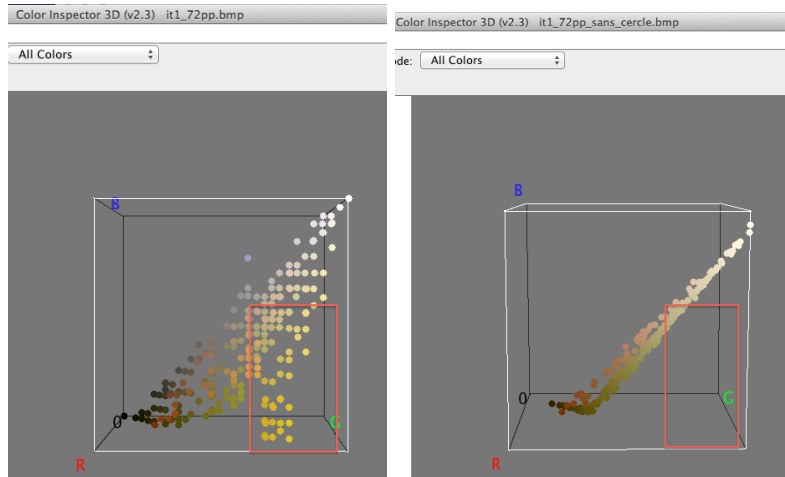 Color Inspector 3D (v2.3) it1_72pp.bmp
All Colors
B
0
G
R
Color Inspector 3D (v2.3) it1_72pp_sans_cercle.bmp
ode: All Colors
B
0
G
R